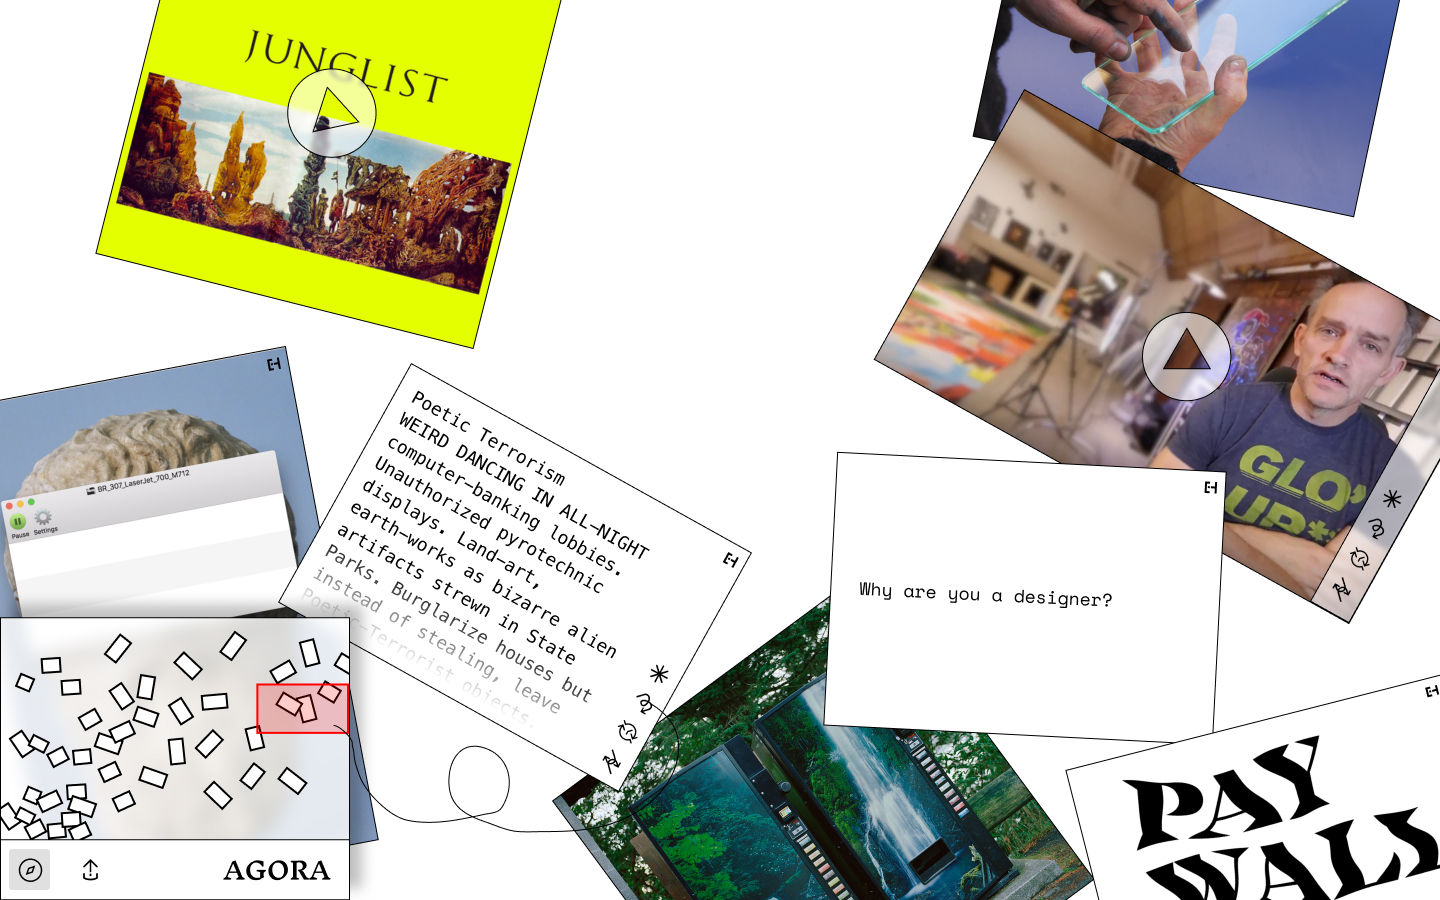 JUNGLIST
BR_307_LaserJet_700_M712
Pause Settings
Poetic Terrorism
WEIRD DANCING IN ALL-NIGHT
computer-banking lobbies.
Unauthorized pyrotechnic
displays. Land-art,
earth-works as bizarre alien
artifacts strewn in State
Parks. Burglarize houses but
instead of stealing, leave
Poetic-Terrorist objects.
GLO*
UP*
Why are you a designer?
PAY
WALL
AGORA